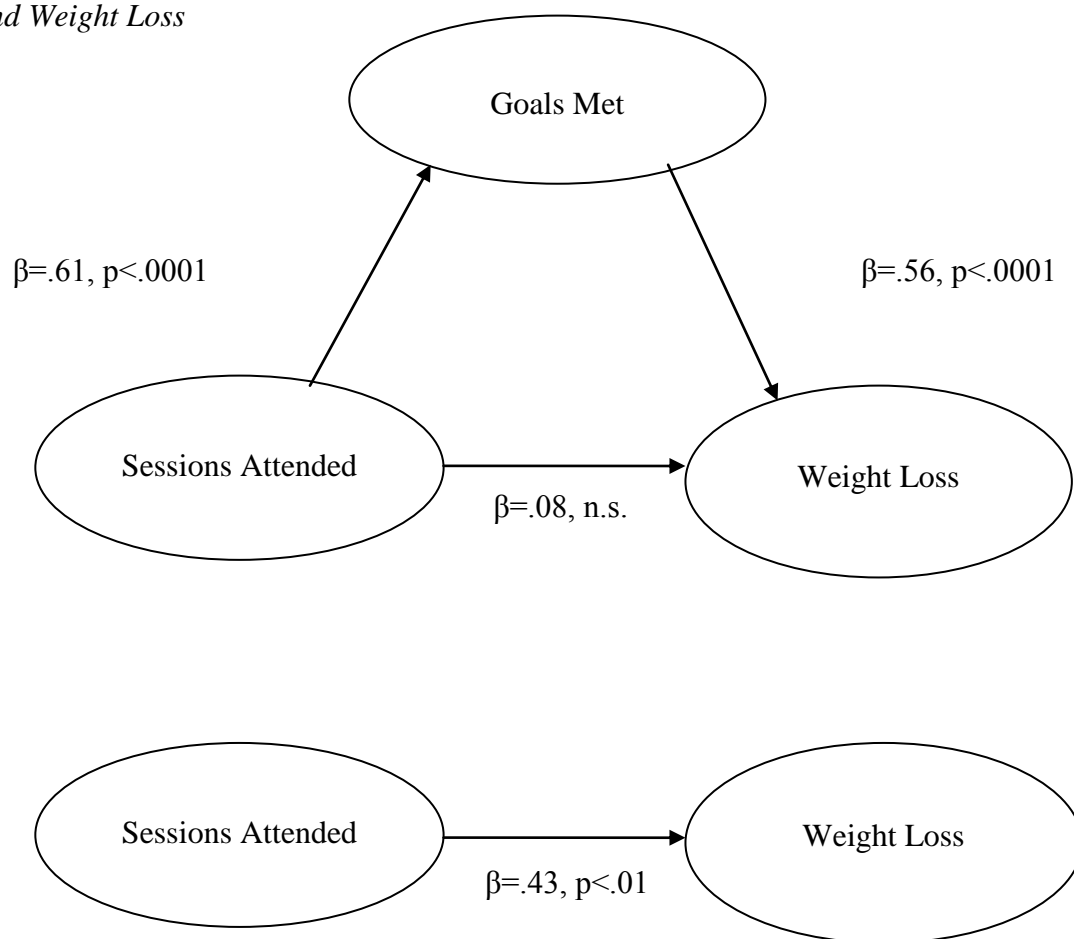 nd Weight Loss
Goals Met
β=.61, p<.0001
β=.56, p<.0001
Sessions Attended
Weight Loss
β=.08, n.s.
Sessions Attended
Weight Loss
β=.43, p<.01